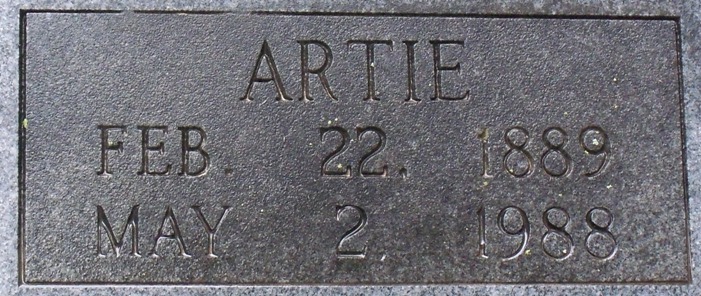 ARTIE
FEB. 22, 1889
MAY 2, 1988